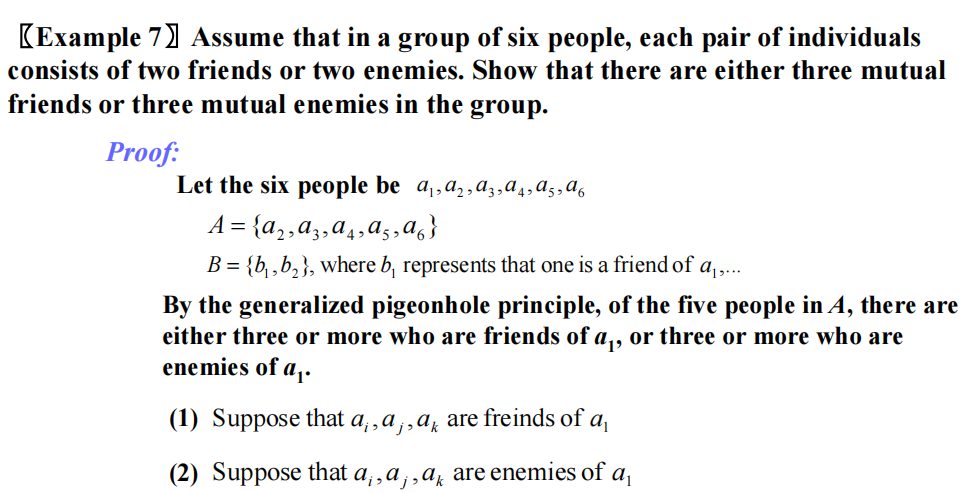 〖Example 7〗 Assume that in a group of six people, each pair of individuals
consists of two friends or two enemies. Show that there are either three mutual
friends or three mutual enemies in the group.
Proof:
Let the six people be a₁,a₂,a₃,a₄,a₅,a₆
A = {a₂,a₃,a₄,a₅,a₆}
B = {b₁,b₂}, where b₁ represents that one is a friend of a₁,...
By the generalized pigeonhole principle, of the five people in A, there are
either three or more who are friends of a₁, or three or more who are
enemies of a₁.
(1) Suppose that aᵢ,aⱼ,aₖ are freinds of a₁
(2) Suppose that aᵢ,aⱼ,aₖ are enemies of a₁